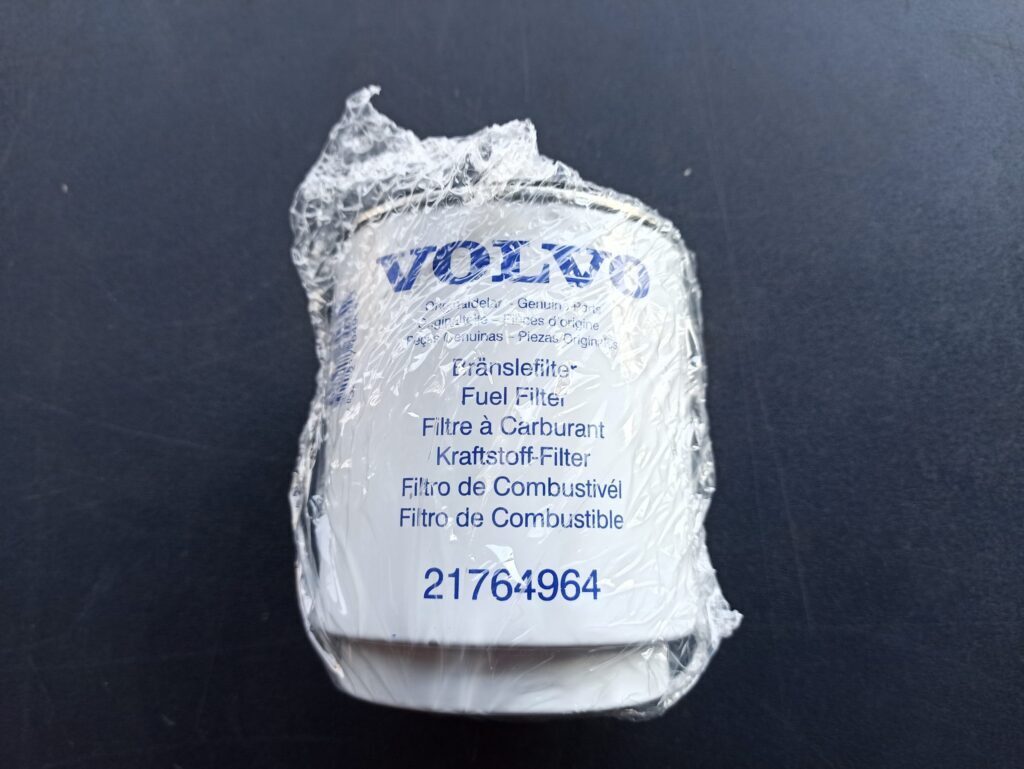 VOLVO
Originaldelar - Genuine Parts
Originalteile - Pièces d'origine
Peças Genuinas - Piezas Originales
Bränslefilter
Fuel Filter
Filtre à Carburant
Kraftstoff-Filter
Filtro de Combustivél
Filtro de Combustible
21764964